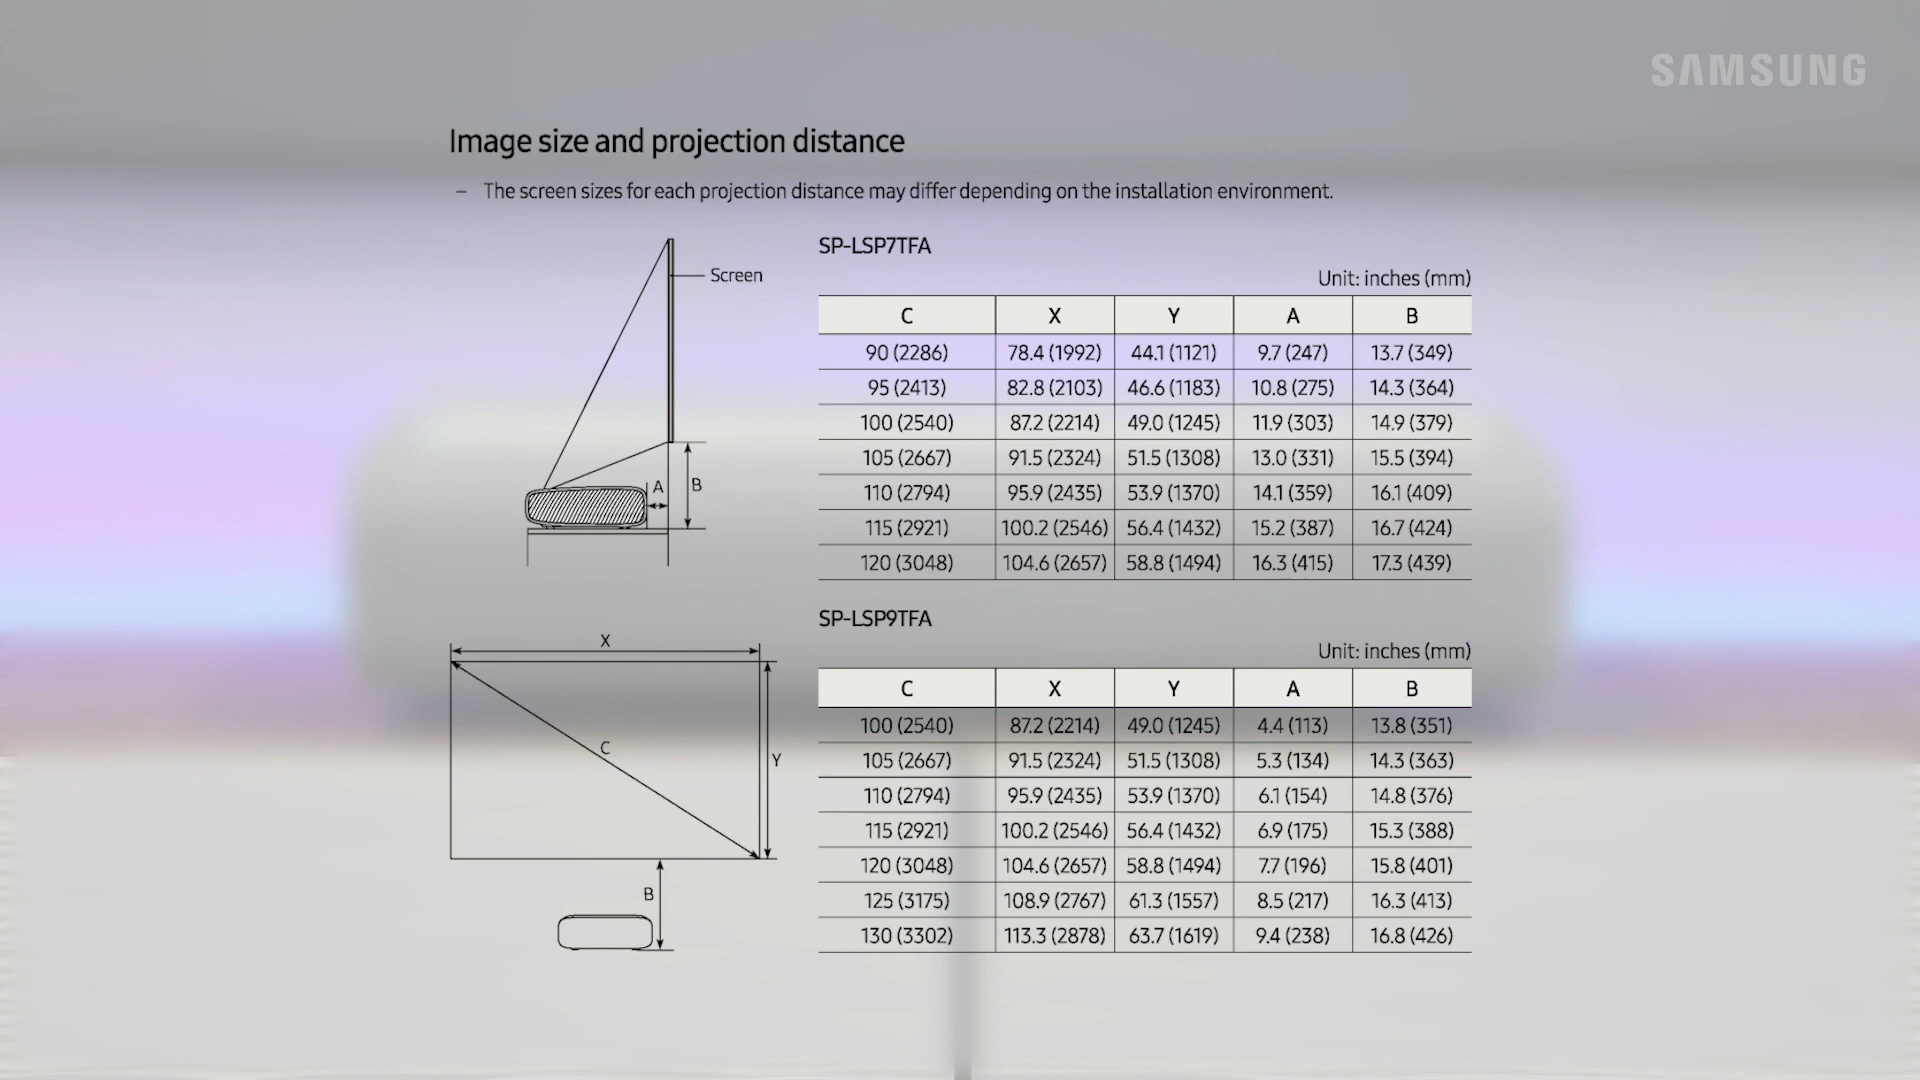 SAMSUNG
Image size and projection distance
– The screen sizes for each projection distance may differ depending on the installation environment.
Screen
A
B
SP-LSP7TFA
Unit: inches (mm)
C X Y A B
90 (2286) 78.4 (1992) 44.1 (1121) 9.7 (247) 13.7 (349)
95 (2413) 82.8 (2103) 46.6 (1183) 10.8 (275) 14.3 (364)
100 (2540) 87.2 (2214) 49.0 (1245) 11.9 (303) 14.9 (379)
105 (2667) 91.5 (2324) 51.5 (1308) 13.0 (331) 15.5 (394)
110 (2794) 95.9 (2435) 53.9 (1370) 14.1 (359) 16.1 (409)
115 (2921) 100.2 (2546) 56.4 (1432) 15.2 (387) 16.7 (424)
120 (3048) 104.6 (2657) 58.8 (1494) 16.3 (415) 17.3 (439)
X
C
Y
B
SP-LSP9TFA
Unit: inches (mm)
C X Y A B
100 (2540) 87.2 (2214) 49.0 (1245) 4.4 (113) 13.8 (351)
105 (2667) 91.5 (2324) 51.5 (1308) 5.3 (134) 14.3 (363)
110 (2794) 95.9 (2435) 53.9 (1370) 6.1 (154) 14.8 (376)
115 (2921) 100.2 (2546) 56.4 (1432) 6.9 (175) 15.3 (388)
120 (3048) 104.6 (2657) 58.8 (1494) 7.7 (196) 15.8 (401)
125 (3175) 108.9 (2767) 61.3 (1557) 8.5 (217) 16.3 (413)
130 (3302) 113.3 (2878) 63.7 (1619) 9.4 (238) 16.8 (426)